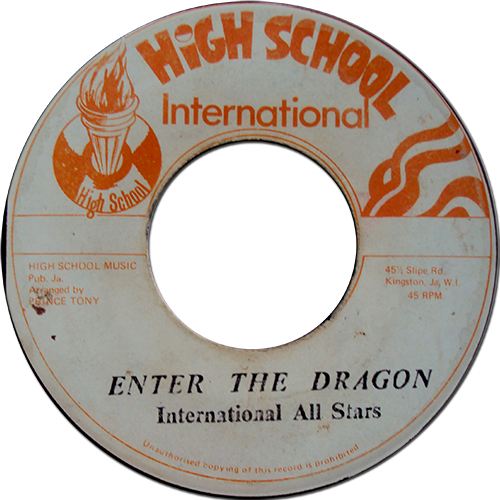 HIGH SCHOOL
International
High School
HIGH SCHOOL MUSIC
Pub. Ja.
Arranged by
PRINCE TONY
45½ Slipe Rd.
Kingston, Ja, W.I.
45 RPM.
ENTER THE DRAGON
International All Stars
Unauthorised copying of this record is prohibited